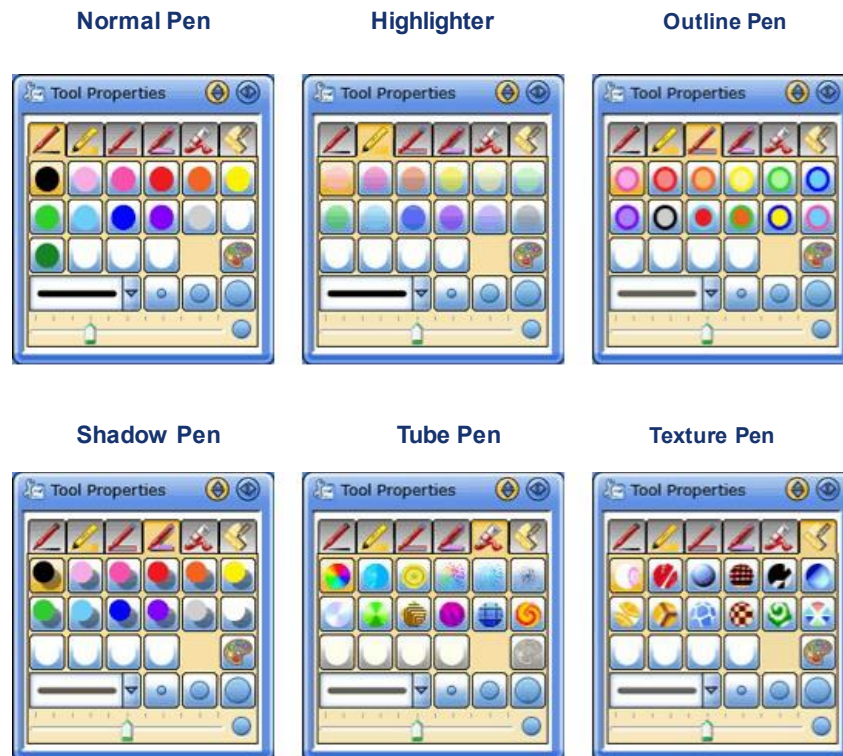 Normal Pen
Highlighter
Outline Pen
Tool Properties
Tool Properties
Tool Properties
Shadow Pen
Tube Pen
Texture Pen
Tool Properties
Tool Properties
Tool Properties